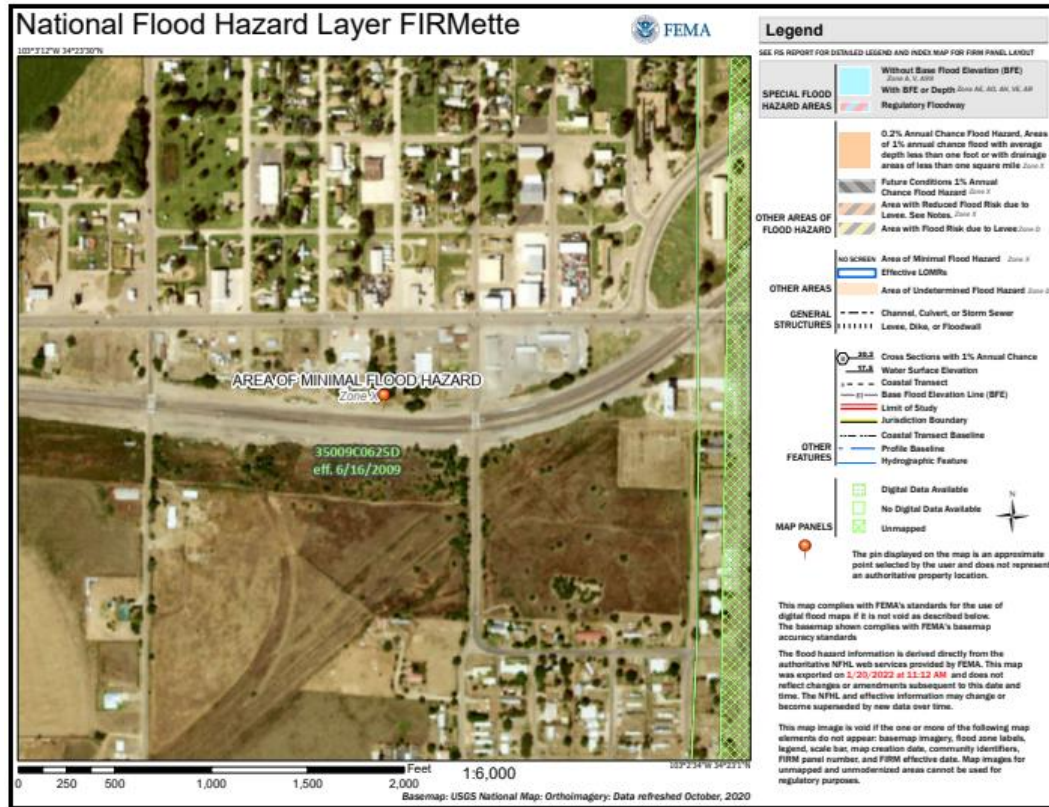 National Flood Hazard Layer FIRMette
FEMA
Legend
103°3'12"W 34°23'30"N
SEE FIS REPORT FOR DETAILED LEGEND AND INDEX MAP FOR FIRM PANEL LAYOUT
SPECIAL FLOOD
HAZARD AREAS
Without Base Flood Elevation (BFE)
Zone A, V, A99
With BFE or Depth Zone AE, AO, AH, VE, AR
Regulatory Floodway
0.2% Annual Chance Flood Hazard, Areas
of 1% annual chance flood with average
depth less than one foot or with drainage
areas of less than one square mile Zone X
Future Conditions 1% Annual
Chance Flood Hazard Zone X
Area with Reduced Flood Risk due to
Levee. See Notes. Zone X
Area with Flood Risk due to Levee Zone D
OTHER AREAS OF
FLOOD HAZARD
NO SCREEN Area of Minimal Flood Hazard Zone X
Effective LOMRs
Area of Undetermined Flood Hazard Zone D
OTHER AREAS
GENERAL
STRUCTURES
Channel, Culvert, or Storm Sewer
Levee, Dike, or Floodwall
20.2 Cross Sections with 1% Annual Chance
17.5 Water Surface Elevation
Coastal Transect
Base Flood Elevation Line (BFE)
Limit of Study
Jurisdiction Boundary
Coastal Transect Baseline
Profile Baseline
Hydrographic Feature
OTHER
FEATURES
Digital Data Available
No Digital Data Available
Unmapped
N
MAP PANELS
The pin displayed on the map is an approximate
point selected by the user and does not represent
an authoritative property location.
This map complies with FEMA's standards for the use of
digital flood maps if it is not void as described below.
The basemap shown complies with FEMA's basemap
accuracy standards
The flood hazard information is derived directly from the
authoritative NFHL web services provided by FEMA. This map
was exported on 1/20/2022 at 11:12 AM and does not
reflect changes or amendments subsequent to this date and
time. The NFHL and effective information may change or
become superseded by new data over time.
This map image is void if the one or more of the following map
elements do not appear: basemap imagery, flood zone labels,
legend, scale bar, map creation date, community identifiers,
FIRM panel number, and FIRM effective date. Map images for
unmapped and unmodernized areas cannot be used for
regulatory purposes.
AREA OF MINIMAL FLOOD HAZARD
Zone X
35009C0625D
eff. 6/16/2009
103°2'34"W 34°23'1"N
Feet
1:6,000
0 250 500 1,000 1,500 2,000
Basemap: USGS National Map: Orthoimagery: Data refreshed October, 2020